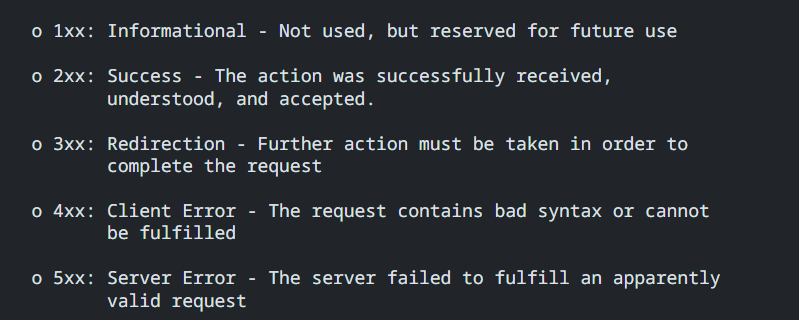 o 1xx: Informational - Not used, but reserved for future use
o 2xx: Success - The action was successfully received,
understood, and accepted.
o 3xx: Redirection - Further action must be taken in order to
complete the request
o 4xx: Client Error - The request contains bad syntax or cannot
be fulfilled
o 5xx: Server Error - The server failed to fulfill an apparently
valid request